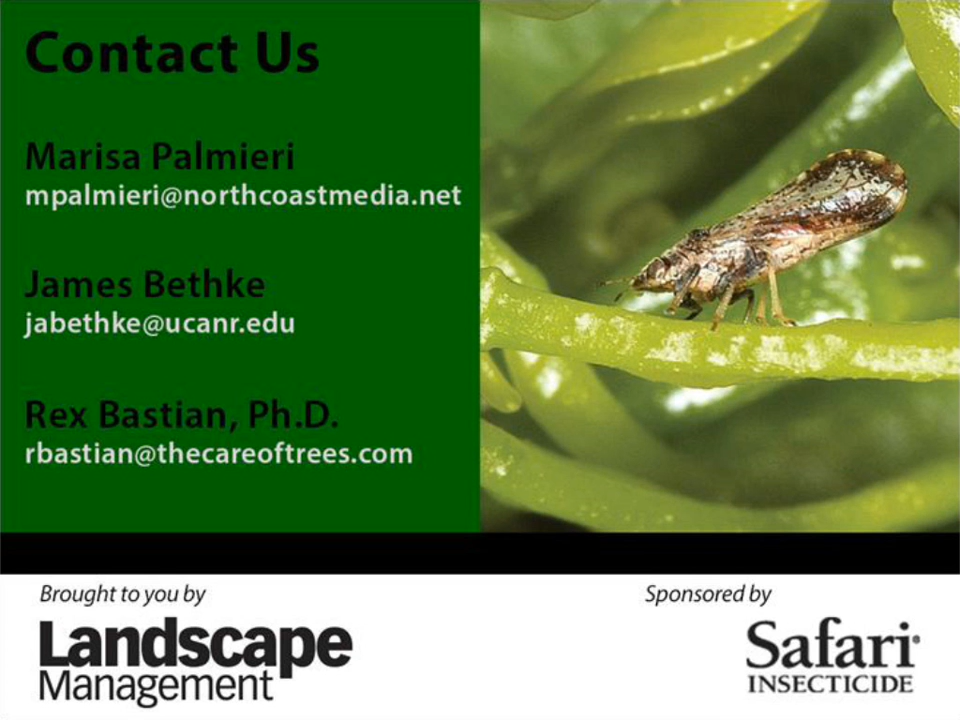 Contact Us
Marisa Palmieri
mpalmieri@northcoastmedia.net
James Bethke
jabethke@ucanr.edu
Rex Bastian, Ph.D.
rbastian@thecareoftrees.com
Brought to you by
Landscape
Management
Sponsored by
Safari®
INSECTICIDE